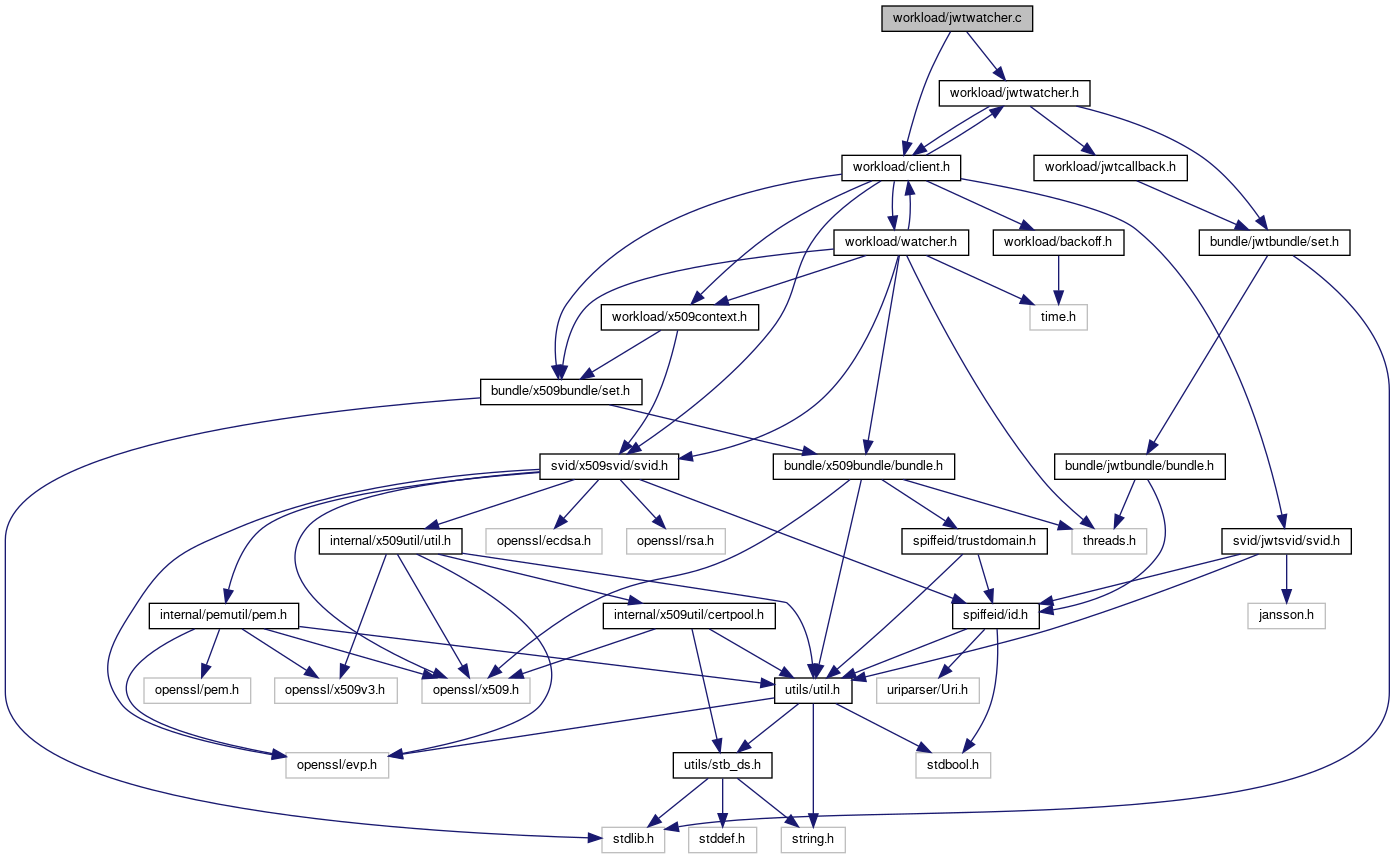 workload/jwtwatcher.c
workload/jwtwatcher.h
workload/client.h
workload/jwtcallback.h
workload/watcher.h
workload/backoff.h
bundle/jwtbundle/set.h
workload/x509context.h
time.h
bundle/x509bundle/set.h
svid/x509svid/svid.h
bundle/x509bundle/bundle.h
bundle/jwtbundle/bundle.h
internal/x509util/util.h
openssl/ecdsa.h
openssl/rsa.h
spiffeid/trustdomain.h
threads.h
svid/jwtsvid/svid.h
internal/pemutil/pem.h
internal/x509util/certpool.h
spiffeid/id.h
jansson.h
openssl/pem.h
openssl/x509v3.h
openssl/x509.h
utils/util.h
uriparser/Uri.h
openssl/evp.h
utils/stb_ds.h
stdbool.h
stdlib.h
stddef.h
string.h